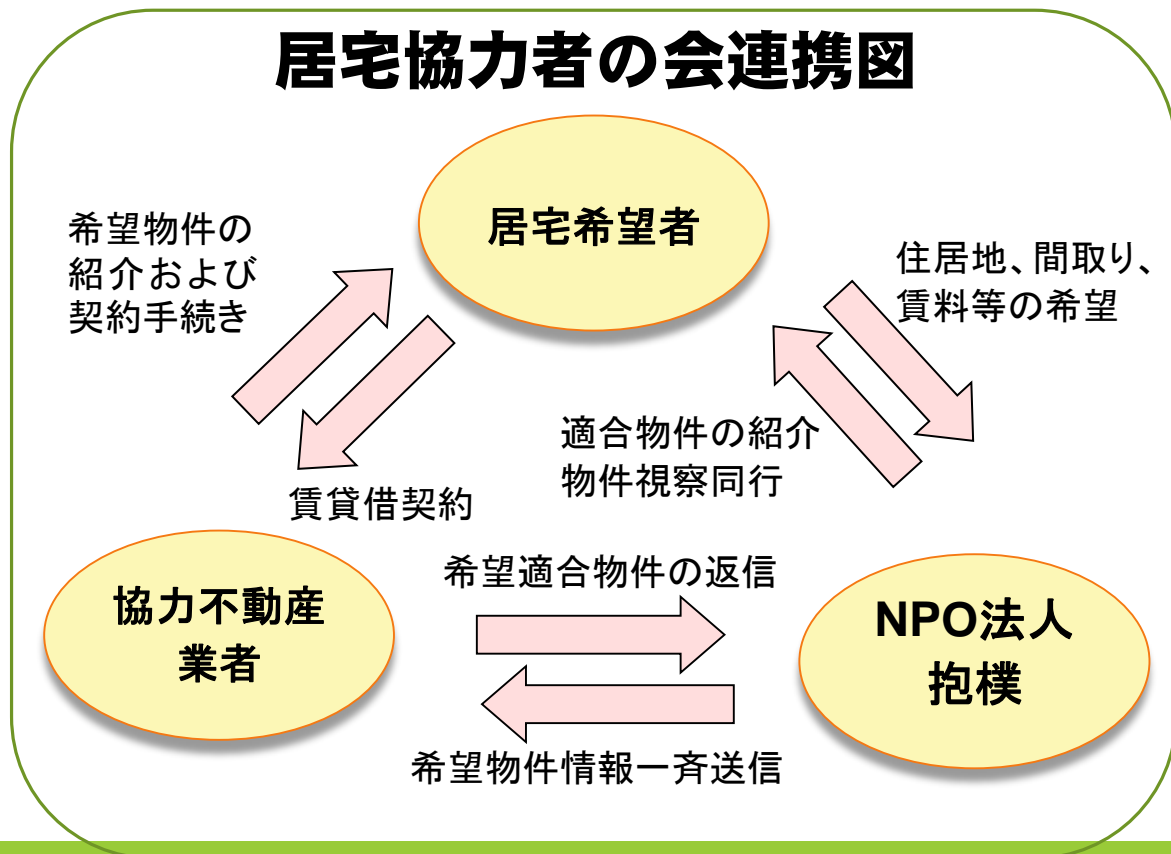 居宅協力者の会連携図
居宅希望者
希望物件の
紹介および
契約手続き
住居地、間取り、
賃料等の希望
適合物件の紹介
物件視察同行
賃貸借契約
希望適合物件の返信
協力不動産
業者
NPO法人
抱樸
希望物件情報一斉送信